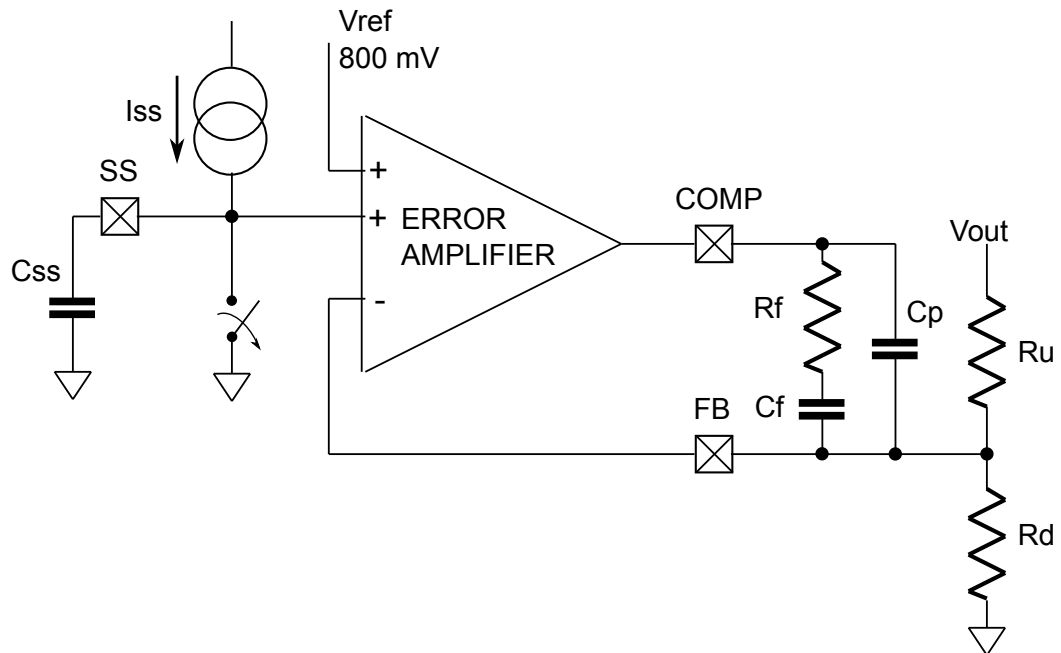 Vref
800 mV
Iss
SS
+
+
-
ERROR
AMPLIFIER
COMP
Vout
Css
Rf
Cp
Ru
FB
Cf
Rd